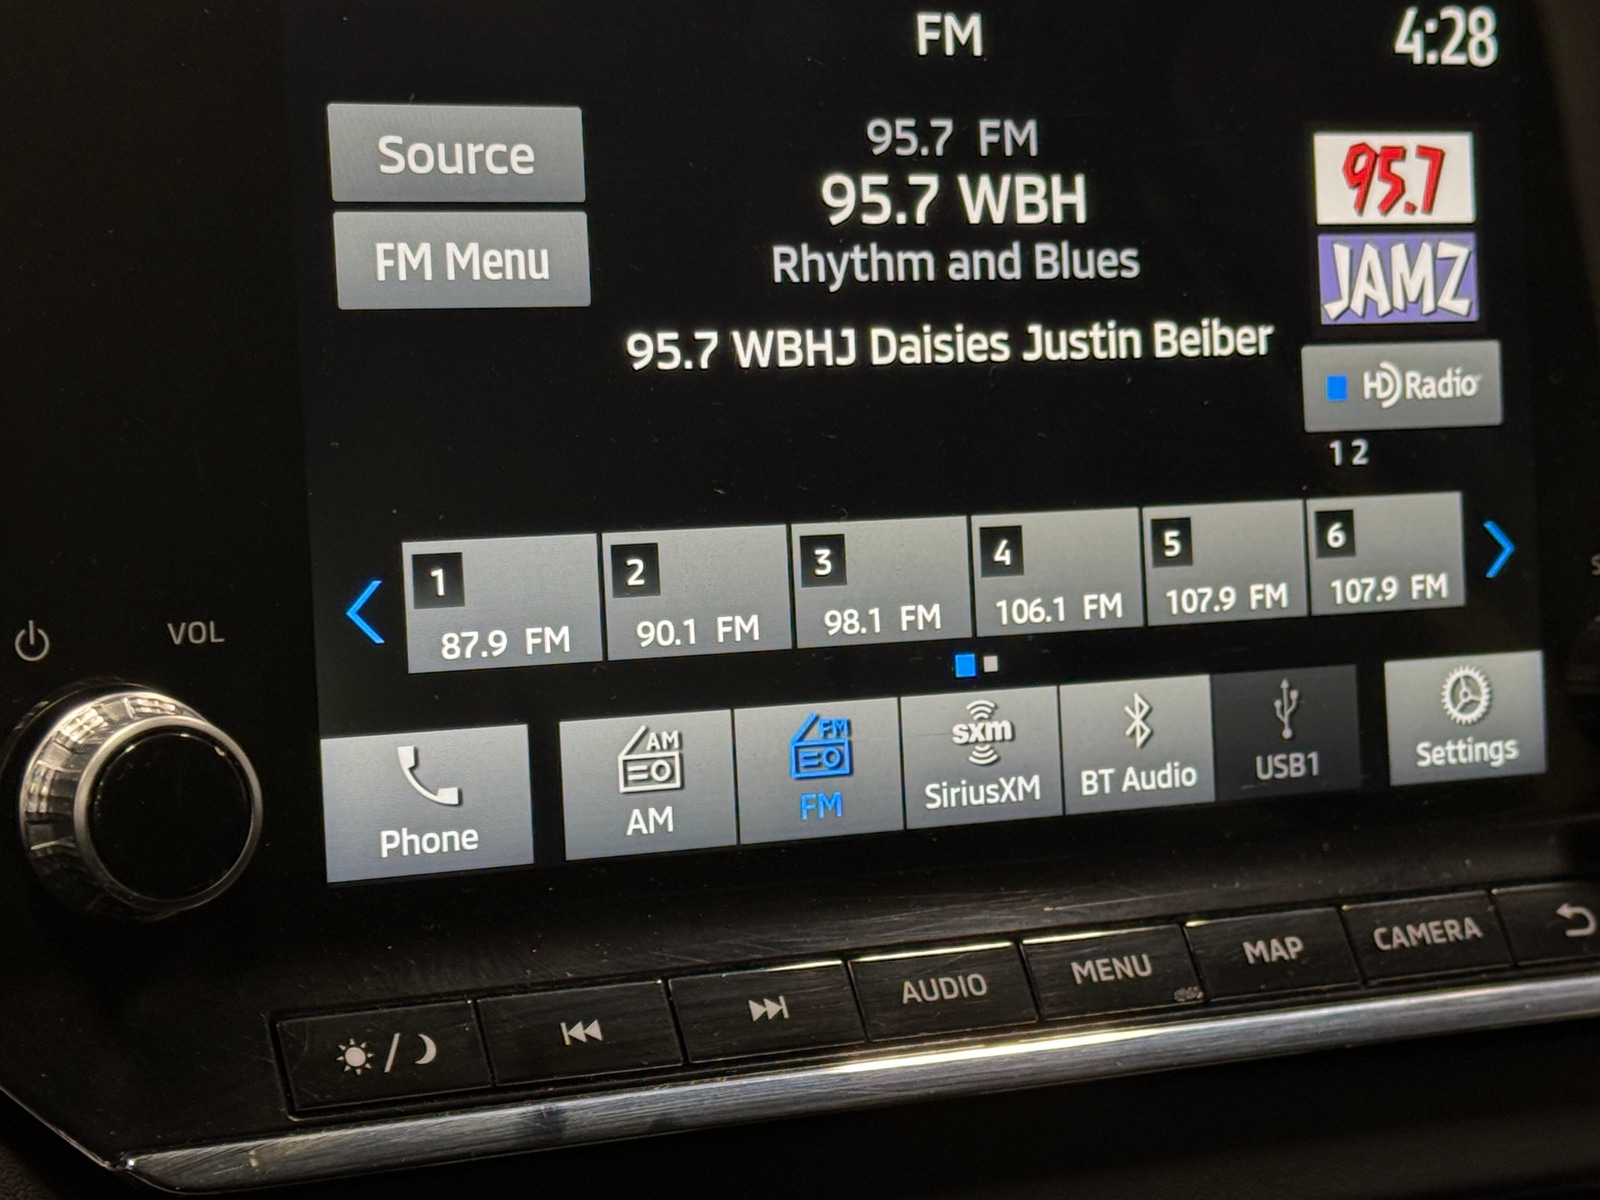 FM
4:28
Source
FM Menu
95.7 FM
95.7 WBH
Rhythm and Blues
95.7 WBHJ Daisies Justin Beiber
95.7
JAMZ
HD Radio
1 2
1
87.9 FM
2
90.1 FM
3
98.1 FM
4
106.1 FM
5
107.9 FM
6
107.9 FM
VOL
Phone
AM
AM
FM
FM
sxm
SiriusXM
BT Audio
USB1
Settings
AUDIO
MENU
MAP
CAMERA